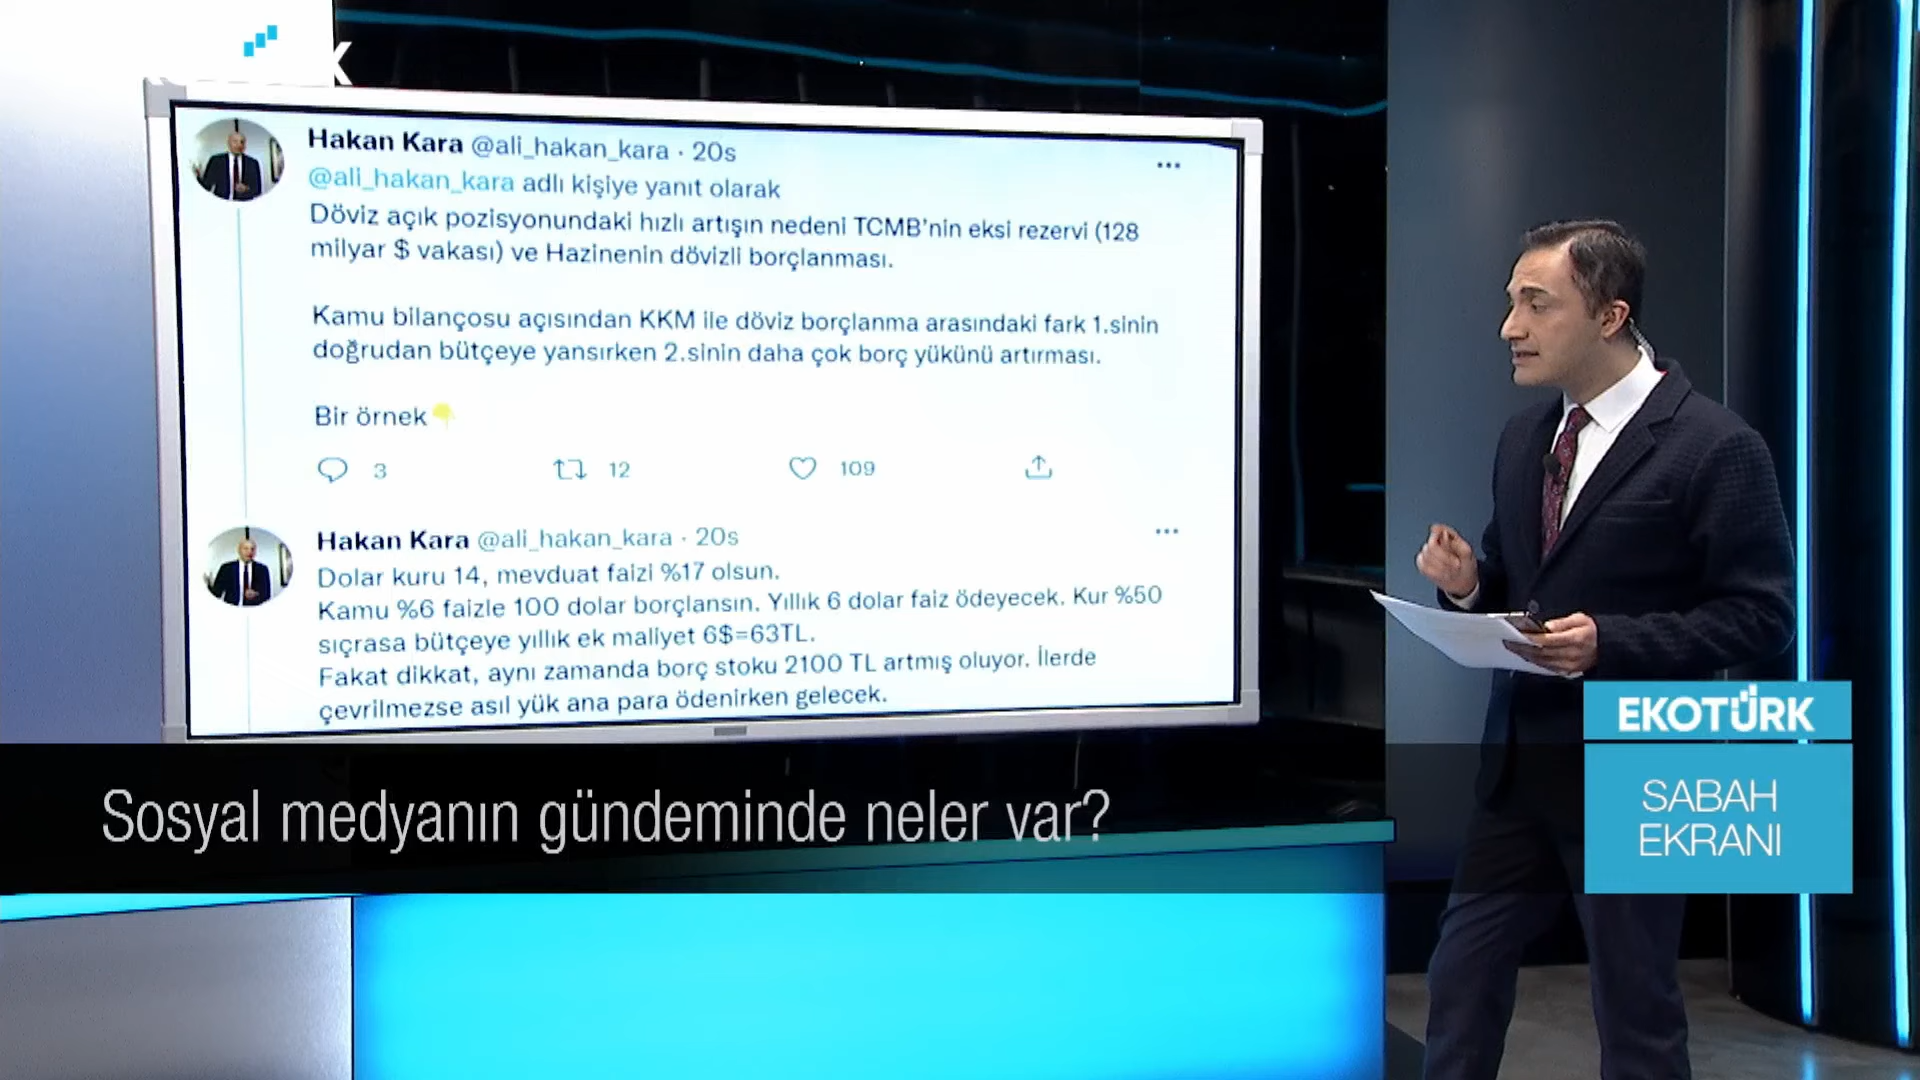 K
Hakan Kara @ali_hakan_kara · 20s
@ali_hakan_kara adlı kişiye yanıt olarak
Döviz açık pozisyonundaki hızlı artışın nedeni TCMB'nin eksi rezervi (128
milyar $ vakası) ve Hazinenin dövizli borçlanması.
Kamu bilançosu açısından KKM ile döviz borçlanma arasındaki fark 1.sinin
doğrudan bütçeye yansırken 2.sinin daha çok borç yükünü artırması.
Bir örnek👇
3 12 109
Hakan Kara @ali_hakan_kara · 20s
Dolar kuru 14, mevduat faizi %17 olsun.
Kamu %6 faizle 100 dolar borçlansın. Yıllık 6 dolar faiz ödeyecek. Kur %50
sıçrasa bütçeye yıllık ek maliyet 6$=63TL.
Fakat dikkat, aynı zamanda borç stoku 2100 TL artmış oluyor. İlerde
çevrilmezse asıl yük ana para ödenirken gelecek.
EKOTÜRK
SABAH
EKRANI
Sosyal medyanın gündeminde neler var?